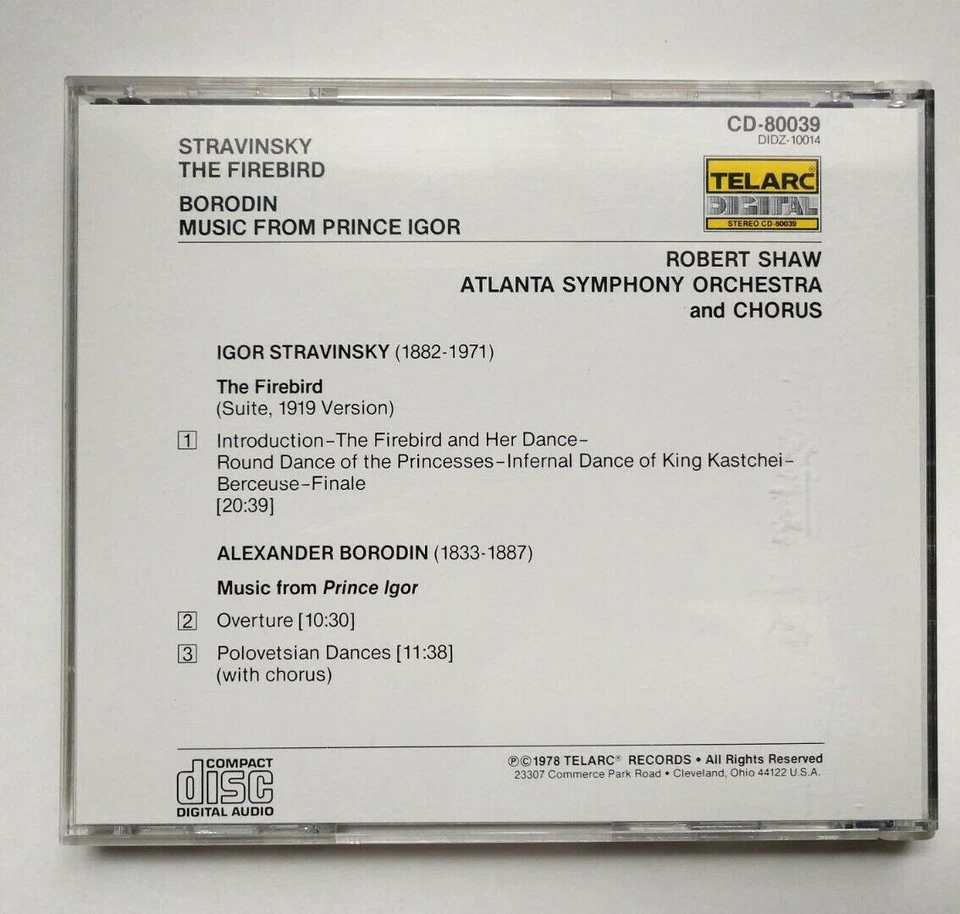 STRAVINSKY
THE FIREBIRD
BORODIN
MUSIC FROM PRINCE IGOR
CD-80039
DIDZ-10014
TELARC®
DIGITAL
STEREO CD-80039
ROBERT SHAW
ATLANTA SYMPHONY ORCHESTRA
and CHORUS
IGOR STRAVINSKY (1882-1971)
The Firebird
(Suite, 1919 Version)
1 Introduction–The Firebird and Her Dance–
Round Dance of the Princesses–Infernal Dance of King Kastchei–
Berceuse–Finale
[20:39]
ALEXANDER BORODIN (1833-1887)
Music from Prince Igor
2 Overture [10:30]
3 Polovetsian Dances [11:38]
(with chorus)
COMPACT
disc
DIGITAL AUDIO
℗©1978 TELARC® RECORDS • All Rights Reserved
23307 Commerce Park Road • Cleveland, Ohio 44122 U.S.A.